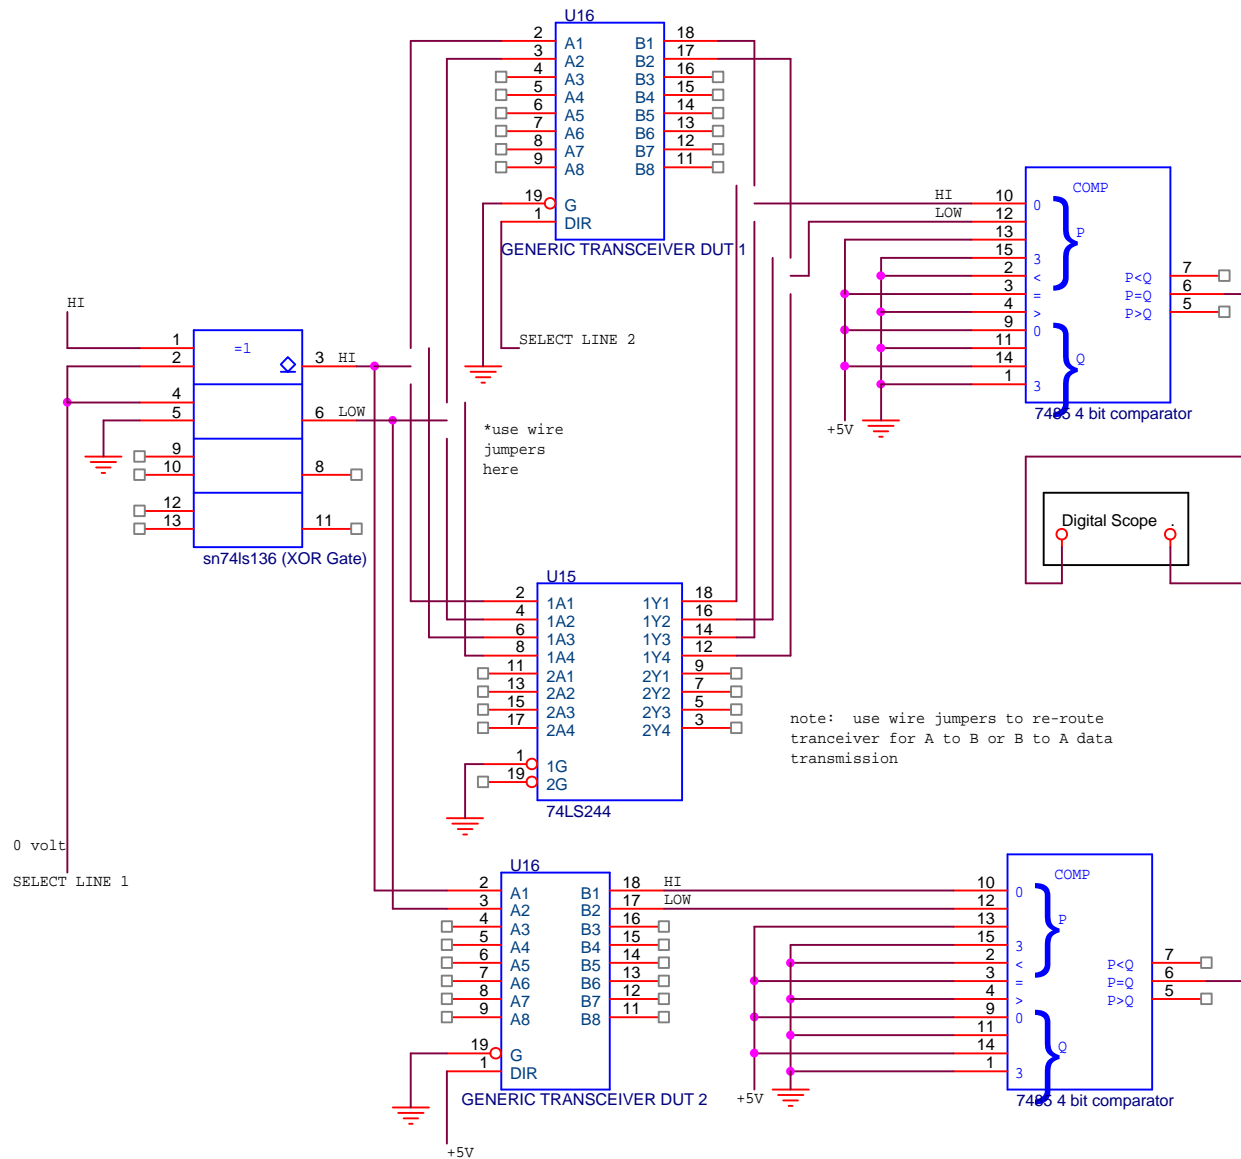 U16
2 A1 B1 18
3 A2 B2 17
4 A3 B3 16
5 A4 B4 15
6 A5 B5 14
7 A6 B6 13
8 A7 B7 12
9 A8 B8 11
19 G
1 DIR
GENERIC TRANSCEIVER DUT 1
SELECT LINE 2
HI
LOW
COMP
10 0
12
13 P
15 3
2 < P<Q 7
3 = P=Q 6
4 > P>Q 5
9 0
11
14 Q
1 3
7485 4 bit comparator
+5V
HI
1 =1 3 HI
2
4
5 6 LOW
9
10 8
12
13 11
sn74ls136 (XOR Gate)
*use wire
jumpers
here
Digital Scope .
U15
2 1A1 1Y1 18
4 1A2 1Y2 16
6 1A3 1Y3 14
8 1A4 1Y4 12
11 2A1 2Y1 9
13 2A2 2Y2 7
15 2A3 2Y3 5
17 2A4 2Y4 3
1 1G
19 2G
74LS244
note: use wire jumpers to re-route
tranceiver for A to B or B to A data
transmission
0 volt
SELECT LINE 1
U16
2 A1 B1 18 HI
3 A2 B2 17 LOW
4 A3 B3 16
5 A4 B4 15
6 A5 B5 14
7 A6 B6 13
8 A7 B7 12
9 A8 B8 11
19 G
1 DIR
GENERIC TRANSCEIVER DUT 2
+5V
COMP
10 0
12
13 P
15 3
2 < P<Q 7
3 = P=Q 6
4 > P>Q 5
9 0
11
14 Q
1 3
7485 4 bit comparator
+5V